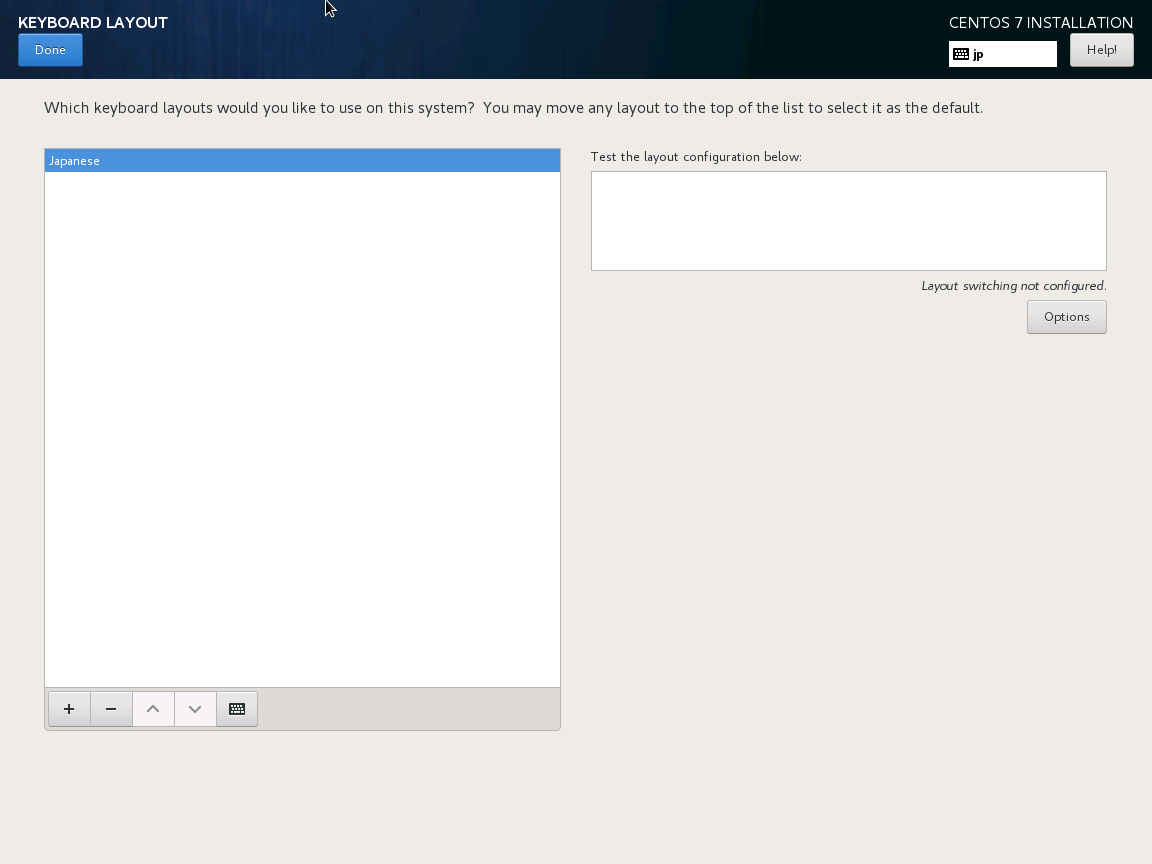 KEYBOARD LAYOUT
CENTOS 7 INSTALLATION
Done
jp
Help!
Which keyboard layouts would you like to use on this system?  You may move any layout to the top of the list to select it as the default.
Japanese
Test the layout configuration below:
Layout switching not configured.
Options